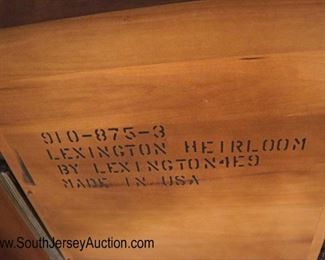 910-875-3
LEXINGTON HEIRLOOM
BY LEXINGTON4E9
MADE IN USA
www.SouthJerseyAuction.com